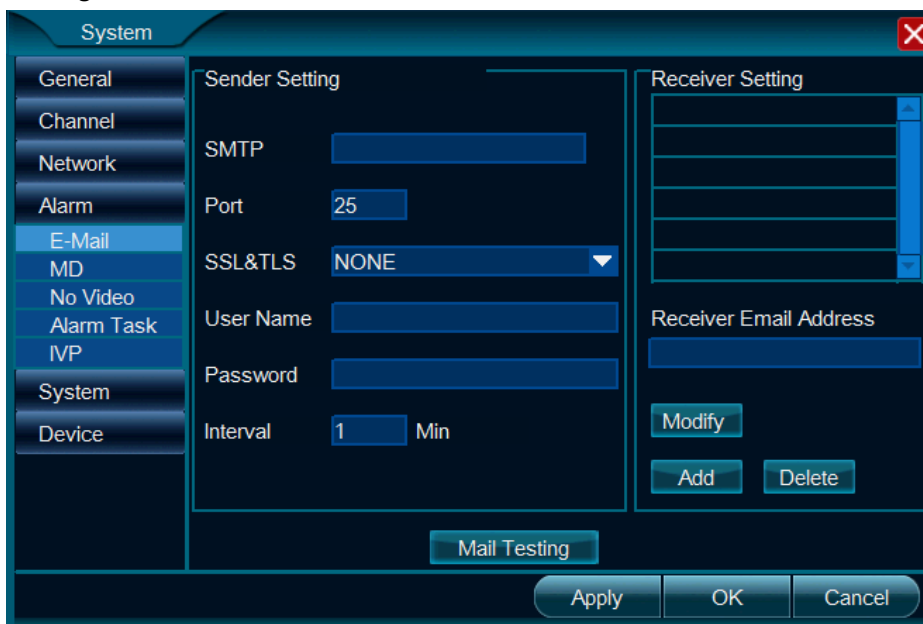 System
General
Channel
Network
Alarm
E-Mail
MD
No Video
Alarm Task
IVP
System
Device
Sender Setting
SMTP
Port 25
SSL&TLS NONE
User Name
Password
Interval 1 Min
Receiver Setting
Receiver Email Address
Modify
Add Delete
Mail Testing
Apply OK Cancel